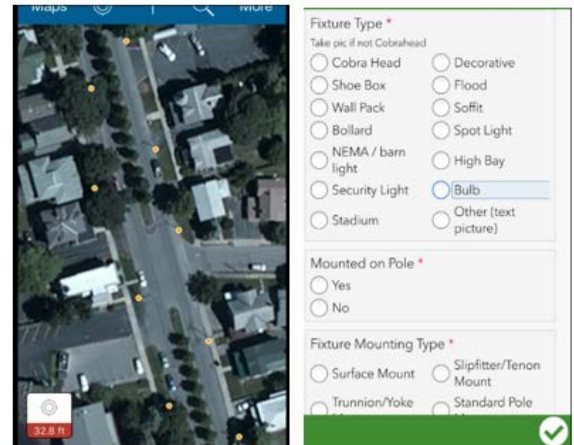 Maps
More
32.8 ft
Fixture Type *
Take pic if not Cobrahead
Cobra Head
Decorative
Shoe Box
Flood
Wall Pack
Soffit
Bollard
Spot Light
NEMA / barn
light
High Bay
Security Light
Bulb
Stadium
Other (text
picture)
Mounted on Pole *
Yes
No
Fixture Mounting Type *
Surface Mount
Slipfitter/Tenon
Mount
Trunnion/Yoke
Standard Pole